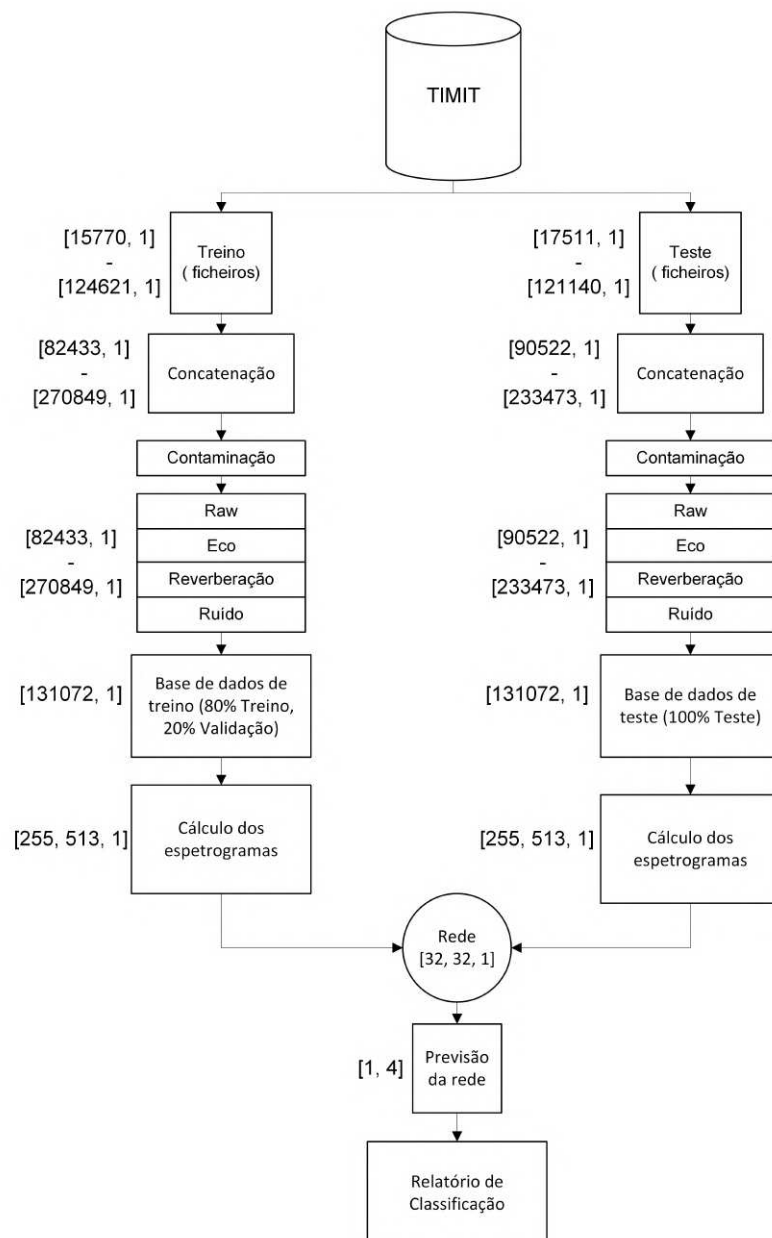 TIMIT
[15770, 1]
-
[124621, 1]
Treino
( ficheiros)
[17511, 1]
-
[121140, 1]
Teste
( ficheiros)
[82433, 1]
-
[270849, 1]
Concatenação
[90522, 1]
-
[233473, 1]
Concatenação
Contaminação
Contaminação
[82433, 1]
-
[270849, 1]
Raw
Eco
Reverberação
Ruído
[90522, 1]
-
[233473, 1]
Raw
Eco
Reverberação
Ruído
[131072, 1]
Base de dados de
treino (80% Treino,
20% Validação)
[131072, 1]
Base de dados de
teste (100% Teste)
[255, 513, 1]
Cálculo dos
espetrogramas
[255, 513, 1]
Cálculo dos
espetrogramas
Rede
[32, 32, 1]
[1, 4]
Previsão
da rede
Relatório de
Classificação